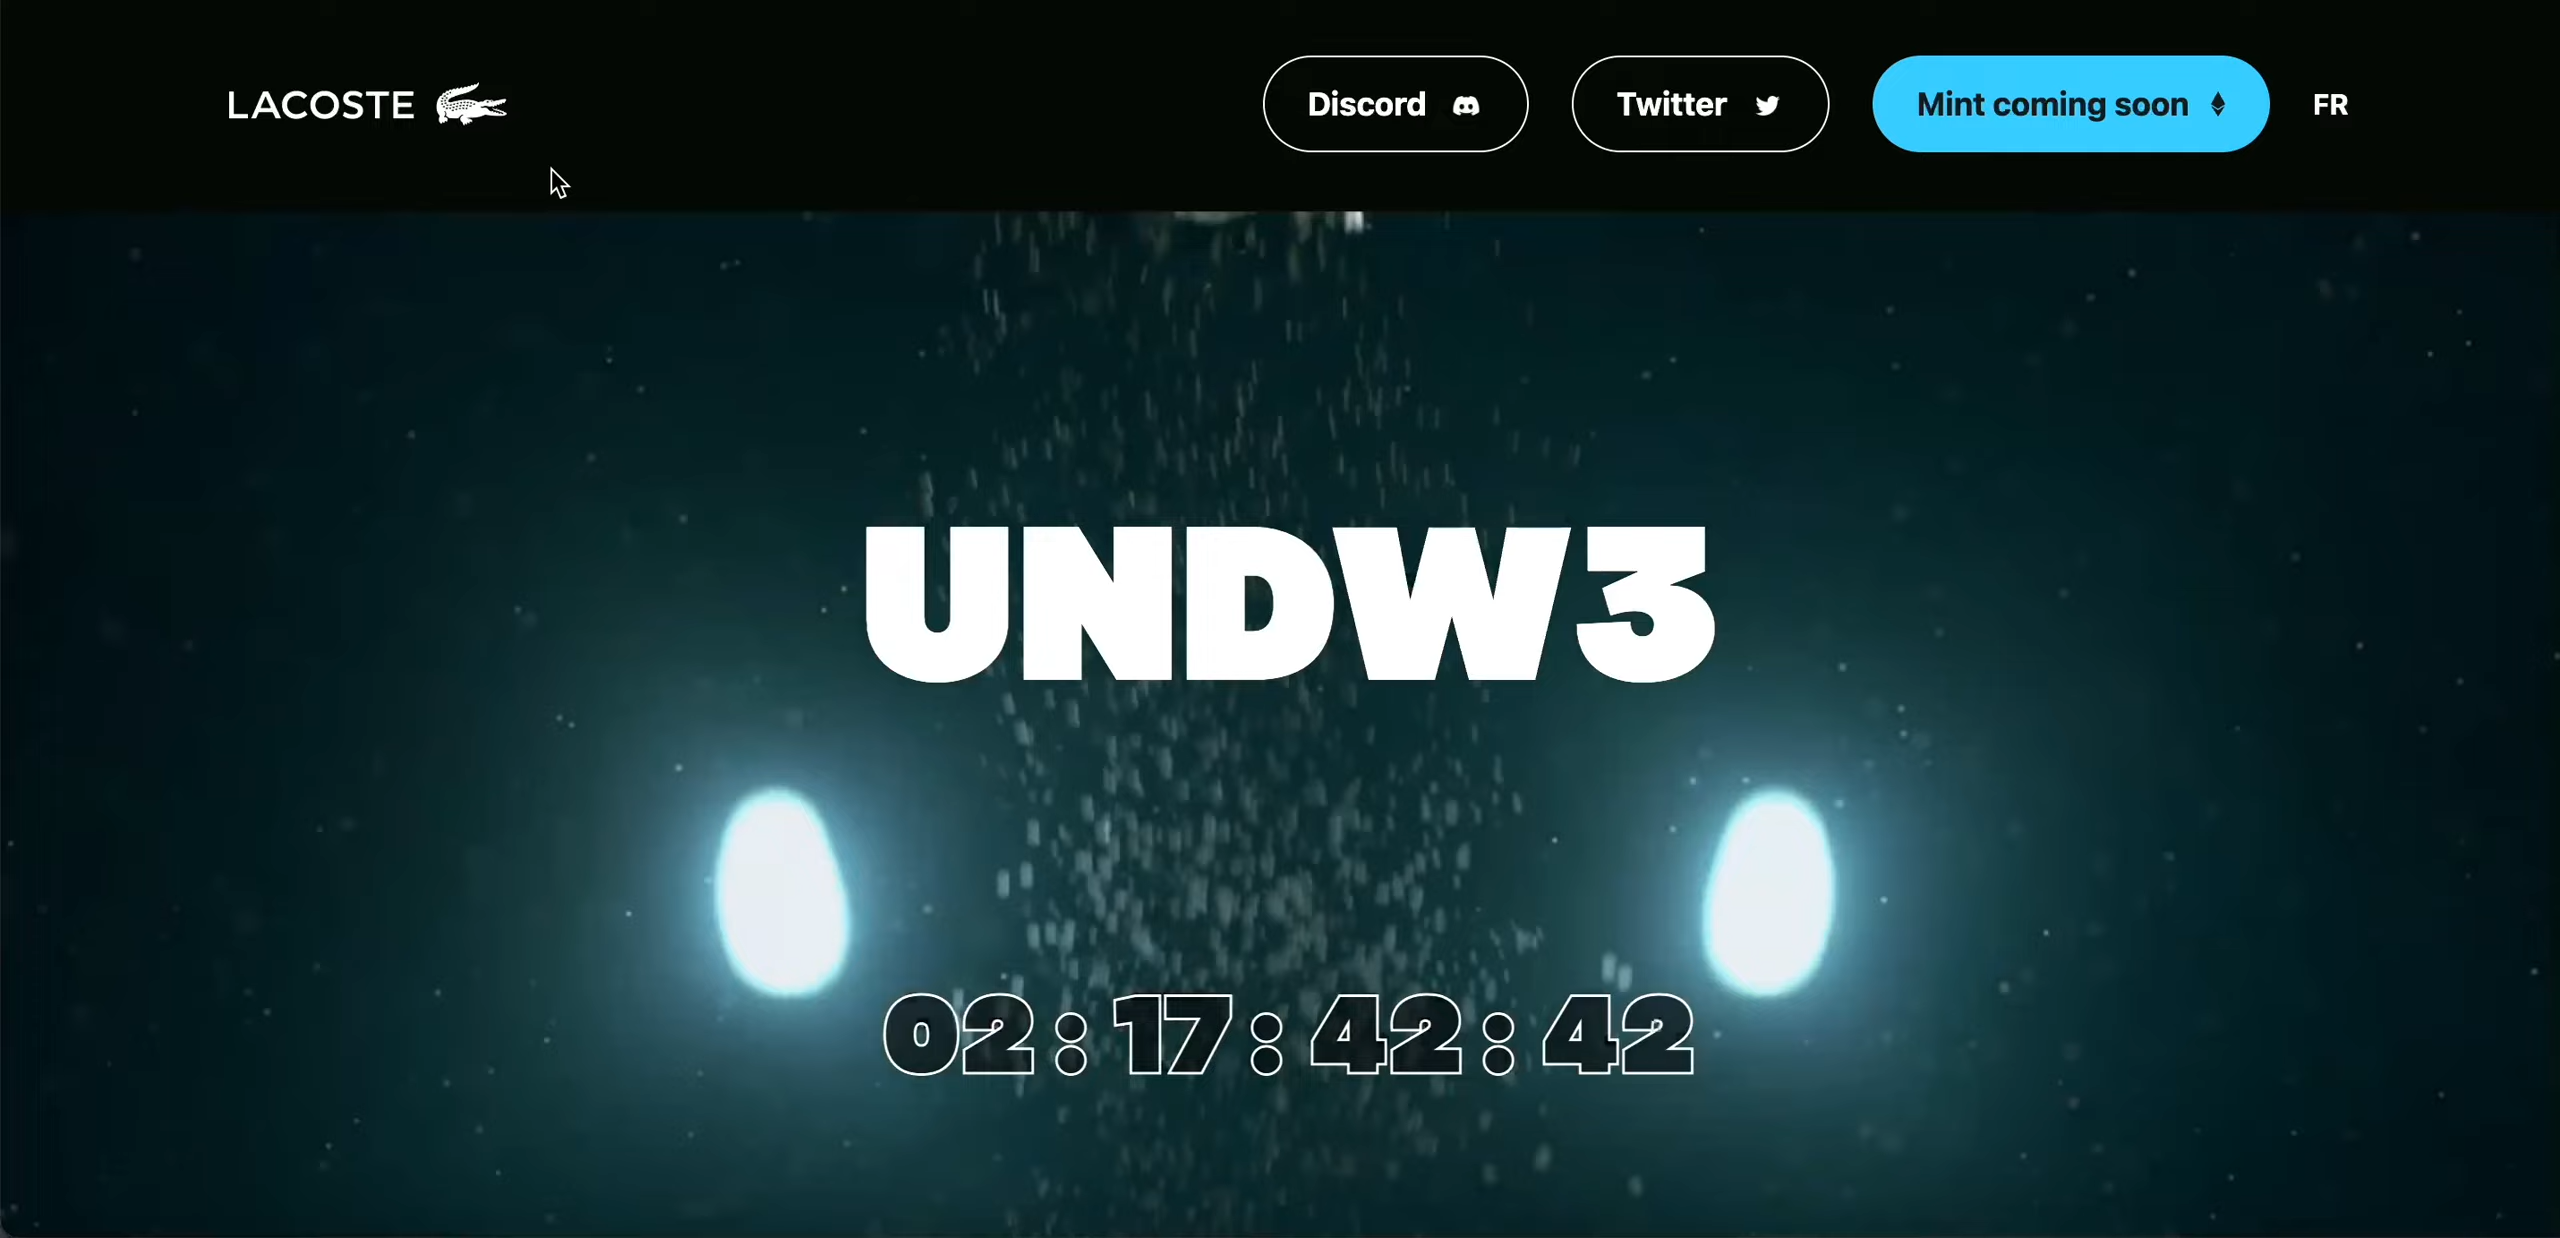 LACOSTE
Discord
Twitter
Mint coming soon
FR
UNDW3
02:17:42:42